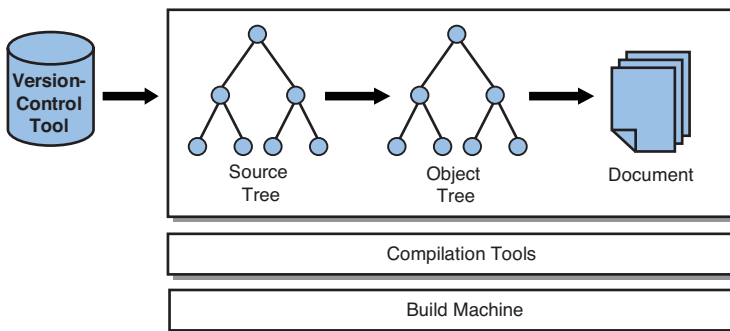 Version-
Control
Tool
Source
Tree
Object
Tree
Document
Compilation Tools
Build Machine